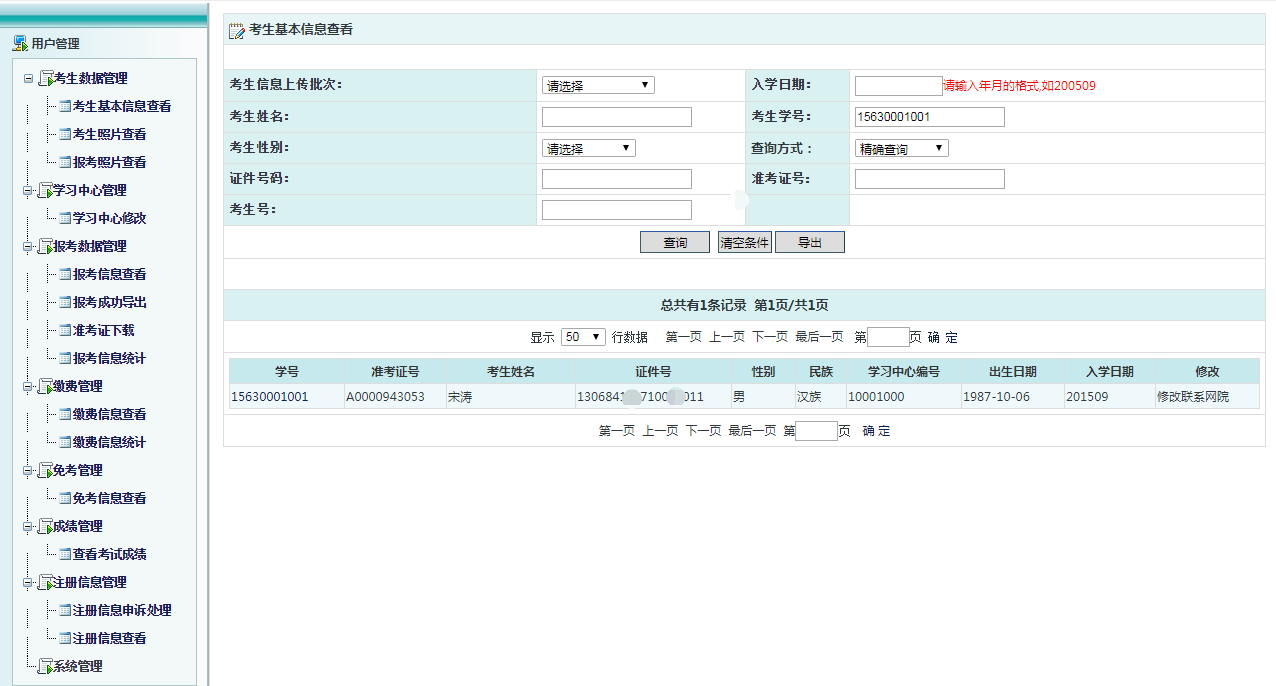 用户管理
考生数据管理
考生基本信息查看
考生照片查看
报考照片查看
学习中心管理
学习中心修改
报考数据管理
报考信息查看
报考成功导出
准考证下载
报考信息统计
缴费管理
缴费信息查看
缴费信息统计
免考管理
免考信息查看
成绩管理
查看考试成绩
注册信息管理
注册信息申诉处理
注册信息查看
系统管理
考生基本信息查看
考生信息上传批次： 请选择 入学日期： 请输入年月的格式,如200509
考生姓名： 考生学号： 15630001001
考生性别： 请选择 查询方式： 精确查询
证件号码： 准考证号：
考生号：
查询 清空条件 导出
总共有1条记录 第1页/共1页
显示 50 行数据 第一页 上一页 下一页 最后一页 第 页 确 定
学号 准考证号 考生姓名 证件号 性别 民族 学习中心编号 出生日期 入学日期 修改
15630001001 A0000943053 宋涛 男 汉族 10001000 1987-10-06 201509 修改联系网院
第一页 上一页 下一页 最后一页 第 页 确 定